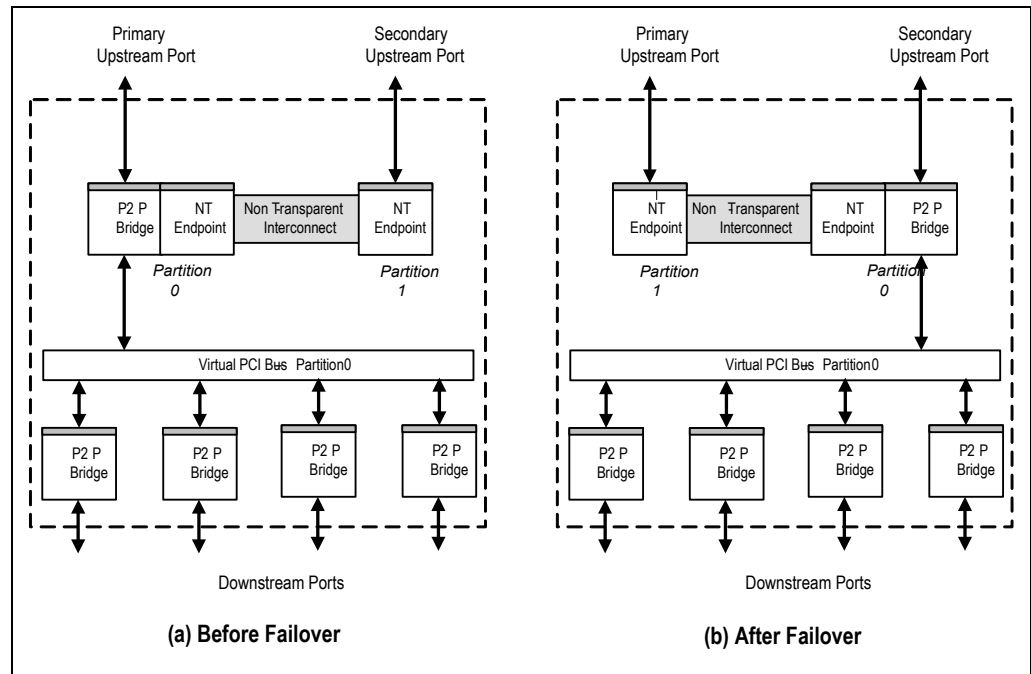 Primary
Upstream Port
Secondary
Upstream Port
P2 P
Bridge
NT
Endpoint
Non Transparent
Interconnect
NT
Endpoint
Partition
0
Partition
1
Virtual PCI Bus Partition0
P2 P
Bridge
P2 P
Bridge
P2 P
Bridge
P2 P
Bridge
Downstream Ports
(a) Before Failover
Primary
Upstream Port
Secondary
Upstream Port
NT
Endpoint
Non -Transparent
Interconnect
NT
Endpoint
P2 P
Bridge
Partition
1
Partition
0
Virtual PCI Bus Partition0
P2 P
Bridge
P2 P
Bridge
P2 P
Bridge
P2 P
Bridge
Downstream Ports
(b) After Failover